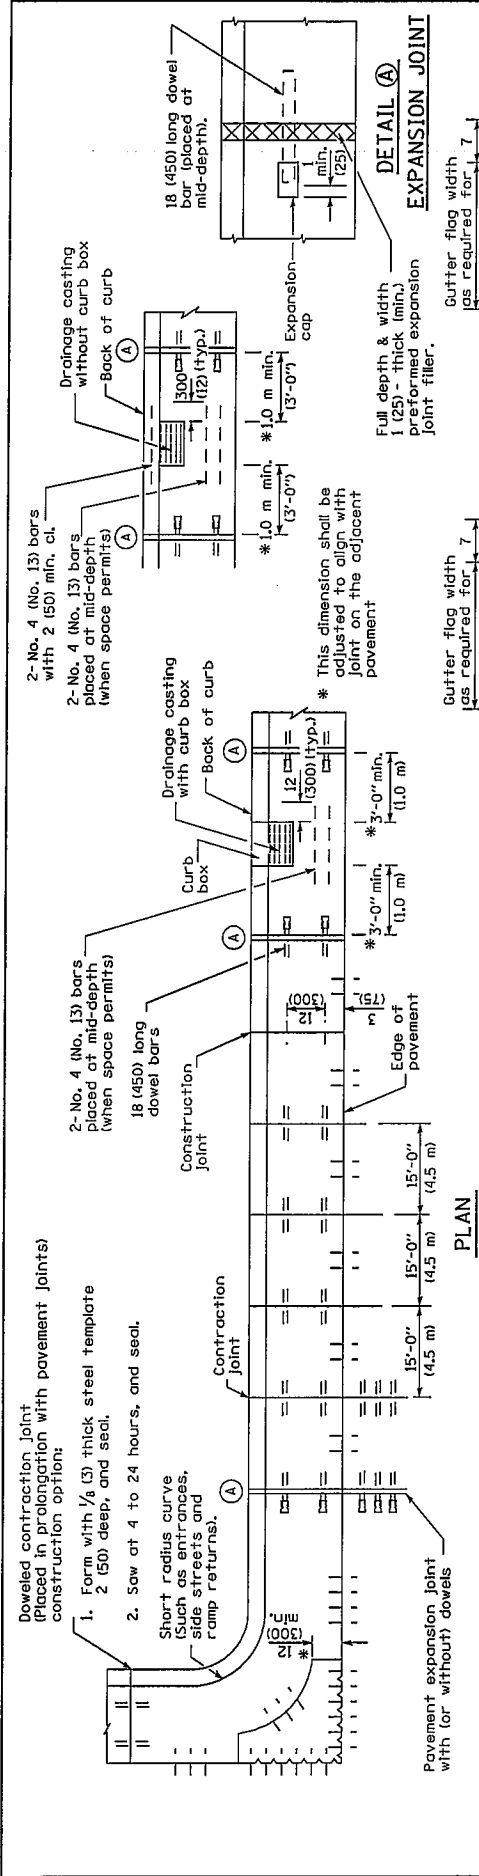 Doweled contraction joint
(Placed in prolongation with pavement joints)
construction option:
1. Form with 1/8 (3) thick steel template
2 (50) deep, and seal.
2. Saw at 4 to 24 hours, and seal.
Short radius curve
(Such as entrances,
side streets and
ramp returns).
* 12
(300)
min.
Pavement expansion joint
with (or without) dowels
A
Contraction
joint
15'-0"
(4.5 m)
15'-0"
(4.5 m)
15'-0"
(4.5 m)
PLAN
Edge of
pavement
Construction
joint
12
(300)
3
(75)
2- No. 4 (No. 13) bars
placed at mid-depth
(when space permits)
18 (450) long
dowel bars
A
Curb
box
Drainage casting
with curb box
Back of curb
A
12
(300) (typ.)
* 3'-0" min.
(1.0 m)
* 3'-0" min.
(1.0 m)
* This dimension shall be
adjusted to align with
joint on the adjacent
pavement
2- No. 4 (No. 13) bars
with 2 (50) min. cl.
2- No. 4 (No. 13) bars
placed at mid-depth
(when space permits)
A
Drainage casting
without curb box
Back of curb
A
300
(12) (typ.)
* 1.0 m min.
(3'-0")
* 1.0 m min.
(3'-0")
18 (450) long dowel
bar (placed at
mid-depth).
Expansion
cap
1
min.
(25)
Full depth & width
1 (25) - thick (min.)
preformed expansion
joint filler.
DETAIL A
EXPANSION JOINT
Gutter flag width
as required for
7
Gutter flag width
as required for
7